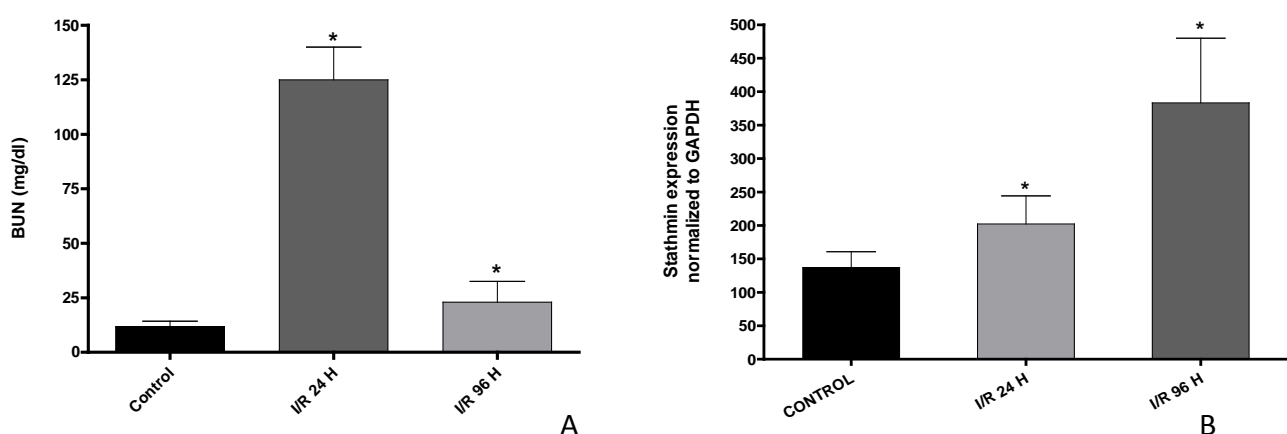 BUN (mg/dl)
150
125
100
75
50
25
0
*
*
Control
I/R 24 H
I/R 96 H
A
Stathmin expression
normalized to GAPDH
500
450
400
350
300
250
200
150
100
50
0
*
*
CONTROL
I/R 24 H
I/R 96 H
B